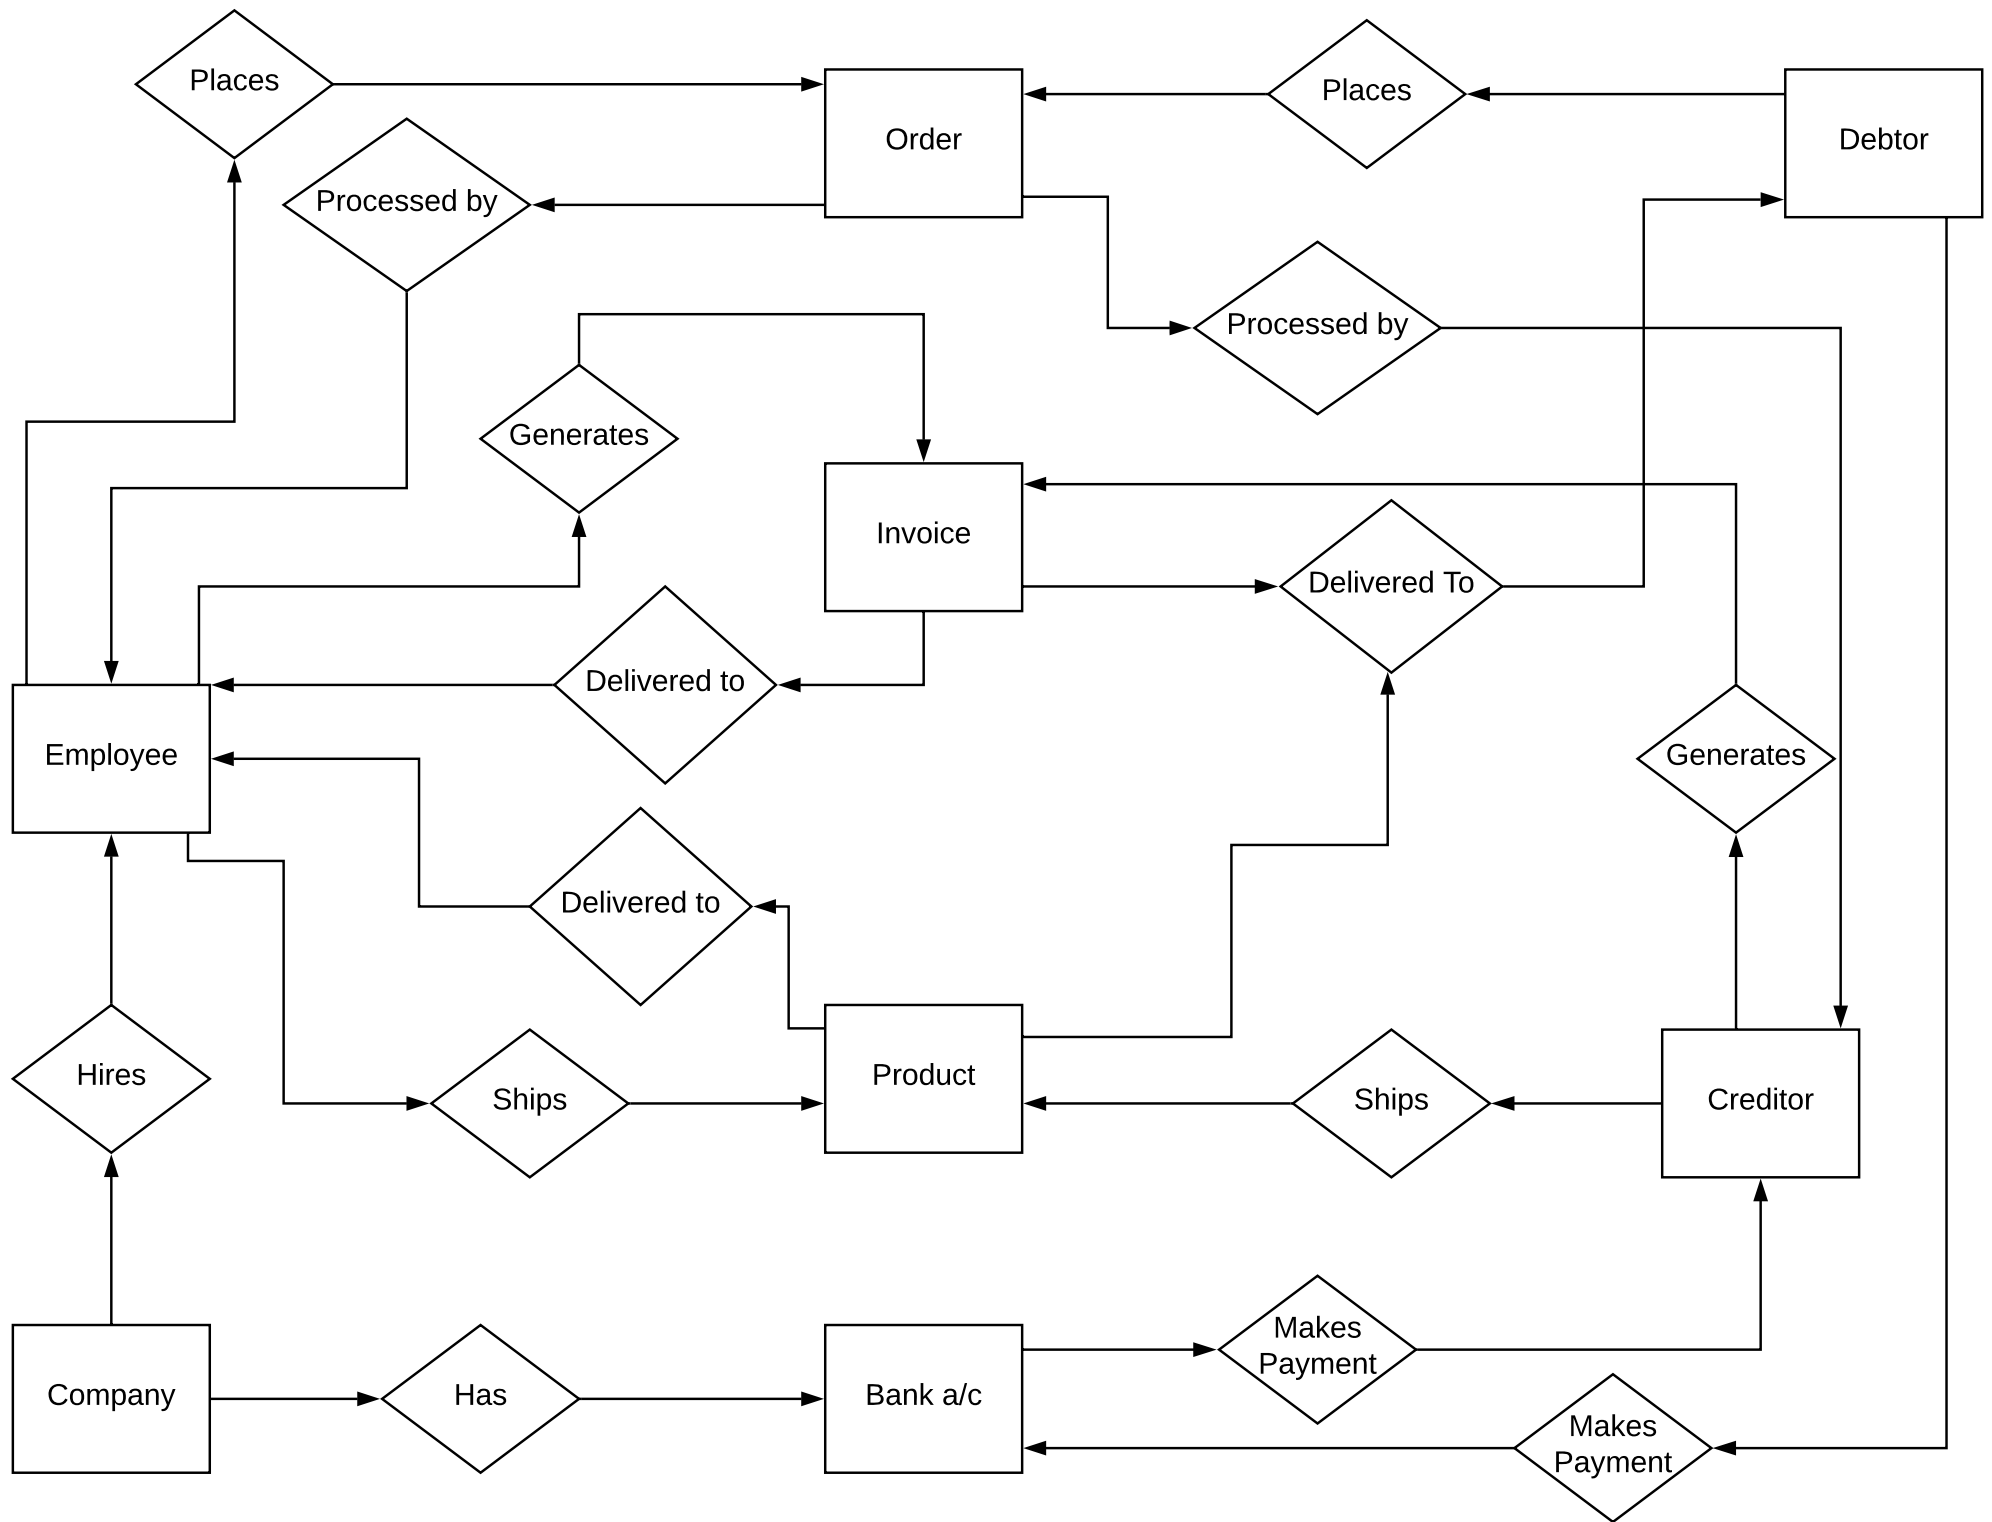 Places
Places
Order
Debtor
Processed by
Processed by
Generates
Invoice
Delivered To
Delivered to
Employee
Generates
Delivered to
Hires
Product
Ships
Ships
Creditor
Makes
Payment
Company
Has
Bank a/c
Makes
Payment